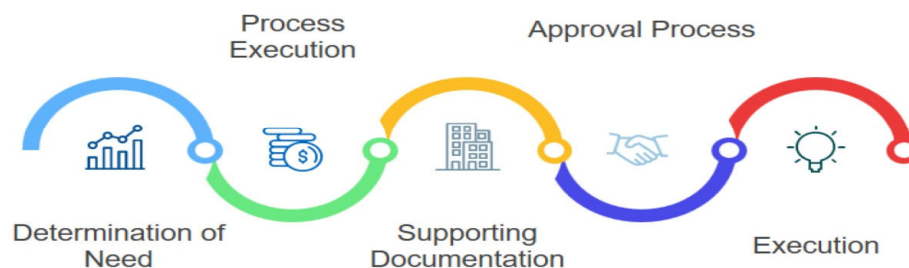 Determination of
Need
Process
Execution
Supporting
Documentation
Approval Process
Execution
$